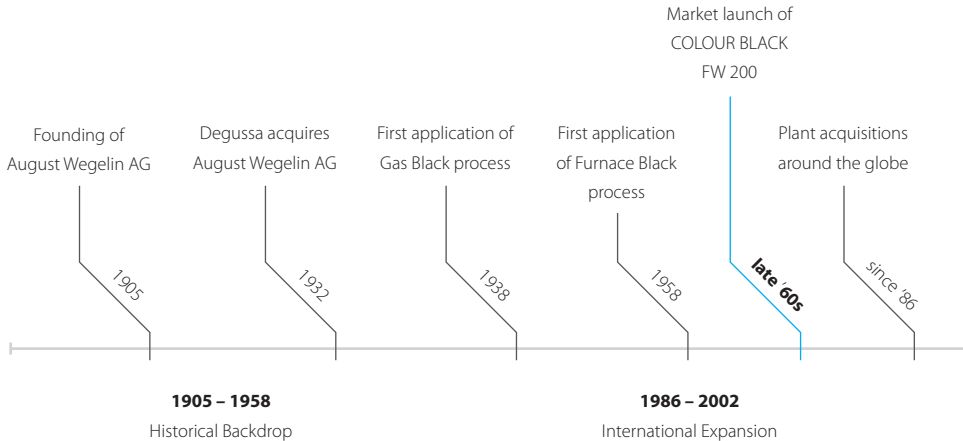 Market launch of
COLOUR BLACK
FW 200
Founding of
August Wegelin AG
Degussa acquires
August Wegelin AG
First application of
Gas Black process
First application
of Furnace Black
process
Plant acquisitions
around the globe
1905
1932
1938
1958
late '60s
since '86
1905 – 1958
Historical Backdrop
1986 – 2002
International Expansion